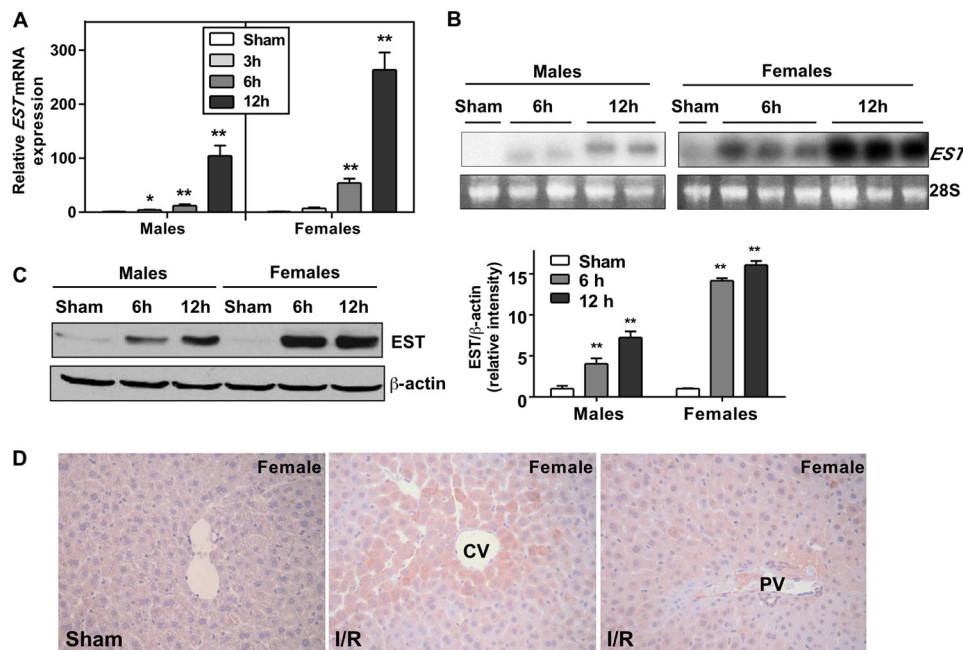 A
Relative EST mRNA
expression
300
200
100
0
Sham
3h
6h
12h
*
**
**
**
**
Males
Females
B
Males
Females
Sham 6h 12h
Sham 6h 12h
EST
28S
C
Males
Females
Sham 6h 12h Sham 6h 12h
EST
β-actin
EST/β-actin
(relative intensity)
15
10
5
0
Sham
6 h
12 h
**
**
**
**
Males
Females
D
Female
Sham
Female
CV
I/R
Female
PV
I/R